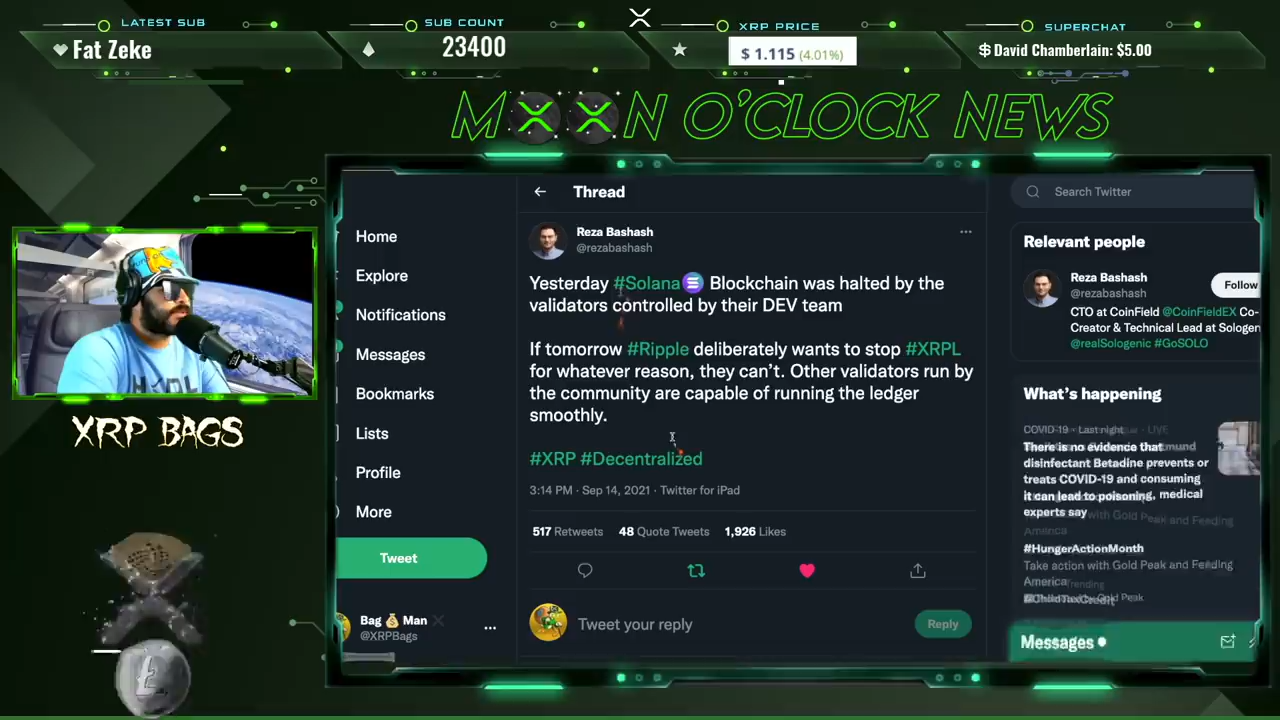 LATEST SUB
Fat Zeke
SUB COUNT
23400
XRP PRICE
$ 1.115 (4.01%)
SUPERCHAT
David Chamberlain: $5.00
MOON O'CLOCK NEWS
XRP BAGS
Home
Explore
Notifications
Messages
Bookmarks
Lists
Profile
More
Tweet
Bag 💰 Man
@XRPBags
Thread
Reza Bashash
@rezabashash
Yesterday #Solana Blockchain was halted by the
validators controlled by their DEV team
If tomorrow #Ripple deliberately wants to stop #XRPL
for whatever reason, they can't. Other validators run by
the community are capable of running the ledger
smoothly.
#XRP #Decentralized
3:14 PM · Sep 14, 2021 · Twitter for iPad
517 Retweets 48 Quote Tweets 1,926 Likes
Tweet your reply
Reply
Search Twitter
Relevant people
Reza Bashash
@rezabashash
Follow
CTO at CoinField @CoinFieldEX Co-
Creator & Technical Lead at Sologen
@realSologenic #GoSOLO
What's happening
COVID-19 · Last night
There is no evidence that
disinfectant Betadine prevents or
treats COVID-19 and consuming
it can lead to poisoning, medical
experts say
#HungerActionMonth
Take action with Gold Peak and Feeding
America
#ChildTaxCredit
Messages